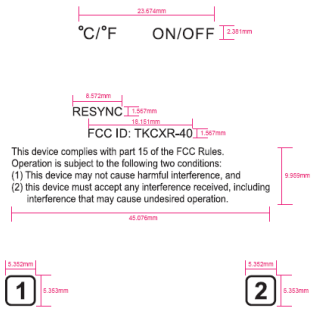 23.674mm
°C/°F ON/OFF 2.381mm
8.572mm
RESYNC 1.567mm
18.151mm
FCC ID: TKCXR-40 1.567mm
This device complies with part 15 of the FCC Rules.
Operation is subject to the following two conditions:
(1) This device may not cause harmful interference, and
(2) this device must accept any interference received, including
interference that may cause undesired operation.
9.959mm
45.076mm
5.352mm 5.352mm
1 5.353mm 2 5.353mm